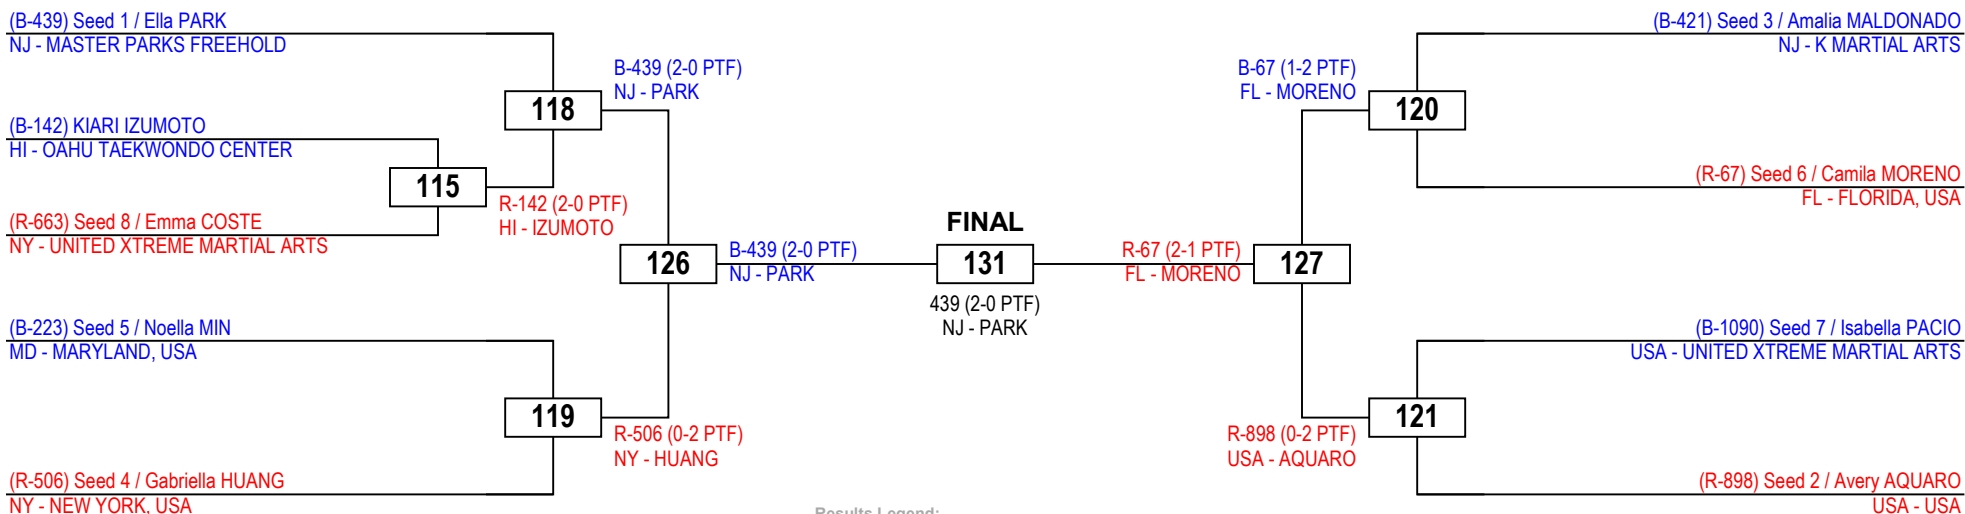 (B-439) Seed 1 / Ella PARK
NJ - MASTER PARKS FREEHOLD
(B-142) KIARI IZUMOTO
HI - OAHU TAEKWONDO CENTER
(R-663) Seed 8 / Emma COSTE
NY - UNITED XTREME MARTIAL ARTS
(B-223) Seed 5 / Noella MIN
MD - MARYLAND, USA
(R-506) Seed 4 / Gabriella HUANG
NY - NEW YORK, USA
115
118
119
R-142 (2-0 PTF)
HI - IZUMOTO
B-439 (2-0 PTF)
NJ - PARK
R-506 (0-2 PTF)
NY - HUANG
126
B-439 (2-0 PTF)
NJ - PARK
FINAL
131
439 (2-0 PTF)
NJ - PARK
R-67 (2-1 PTF)
FL - MORENO
127
B-67 (1-2 PTF)
FL - MORENO
R-898 (0-2 PTF)
USA - AQUARO
120
121
(B-421) Seed 3 / Amalia MALDONADO
NJ - K MARTIAL ARTS
(R-67) Seed 6 / Camila MORENO
FL - FLORIDA, USA
(B-1090) Seed 7 / Isabella PACIO
USA - UNITED XTREME MARTIAL ARTS
(R-898) Seed 2 / Avery AQUARO
USA - USA
Results Legend: